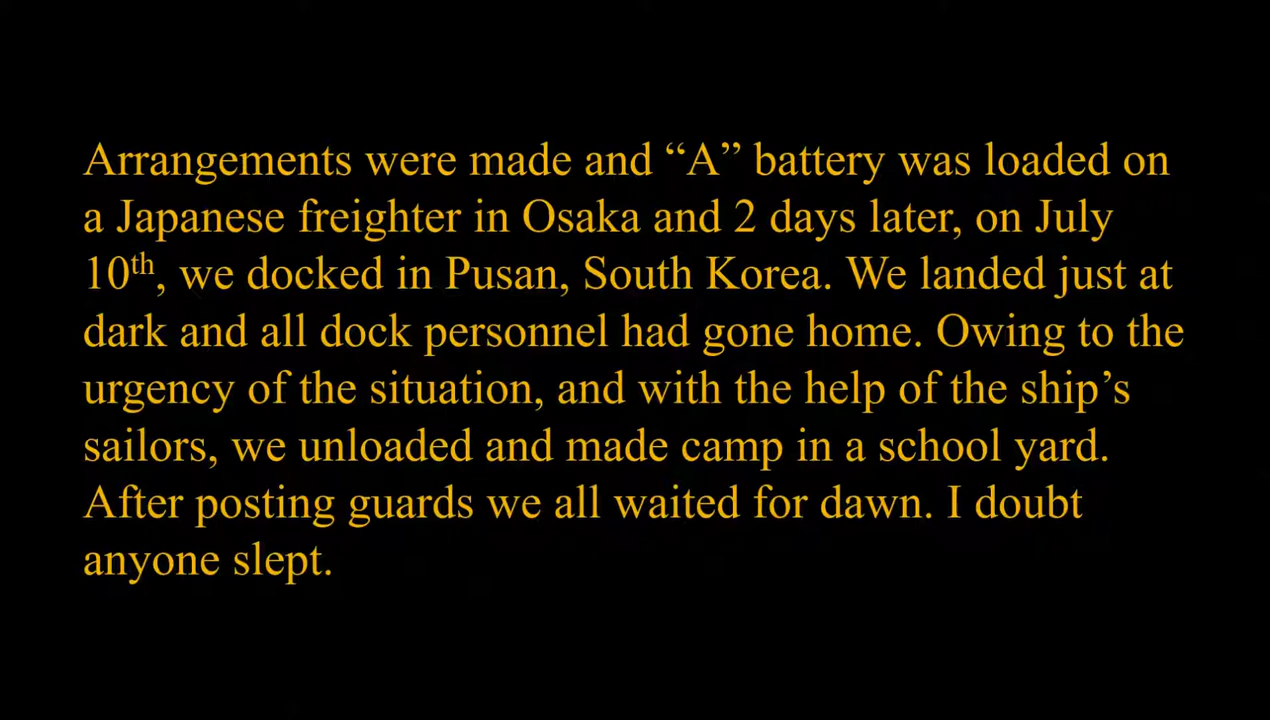 Arrangements were made and “A” battery was loaded on
a Japanese freighter in Osaka and 2 days later, on July
10th, we docked in Pusan, South Korea. We landed just at
dark and all dock personnel had gone home. Owing to the
urgency of the situation, and with the help of the ship’s
sailors, we unloaded and made camp in a school yard.
After posting guards we all waited for dawn. I doubt
anyone slept.